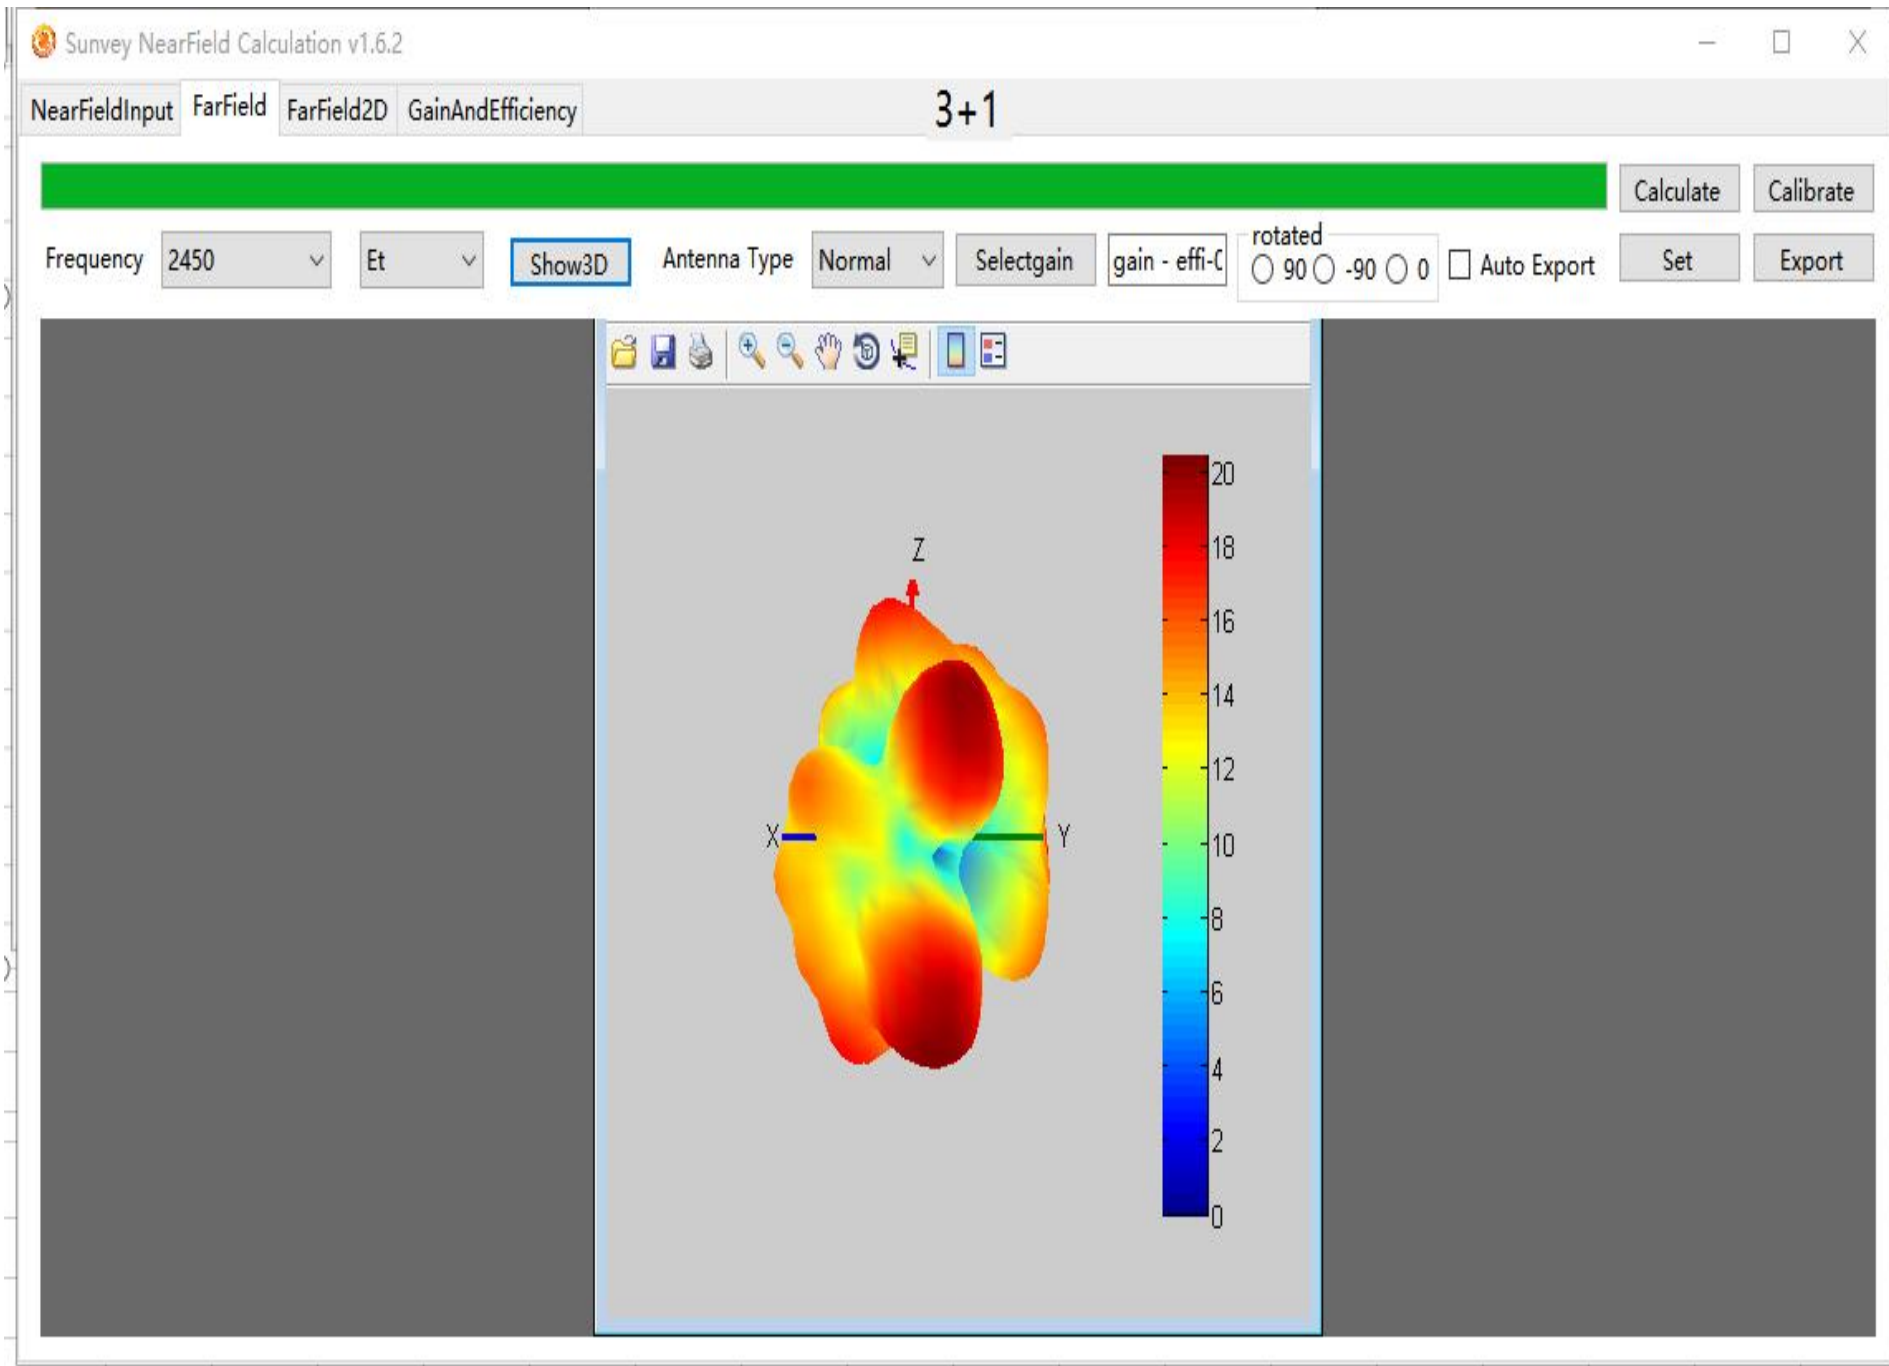 Sunvey NearField Calculation v1.6.2
NearFieldInput FarField FarField2D GainAndEfficiency 3+1
Calculate Calibrate
Frequency 2450 Et Show3D Antenna Type Normal Selectgain gain - effi- rotated 90 -90 0 Auto Export Set Export
20
Z
18
16
14
12
X Y
10
8
6
4
2
0